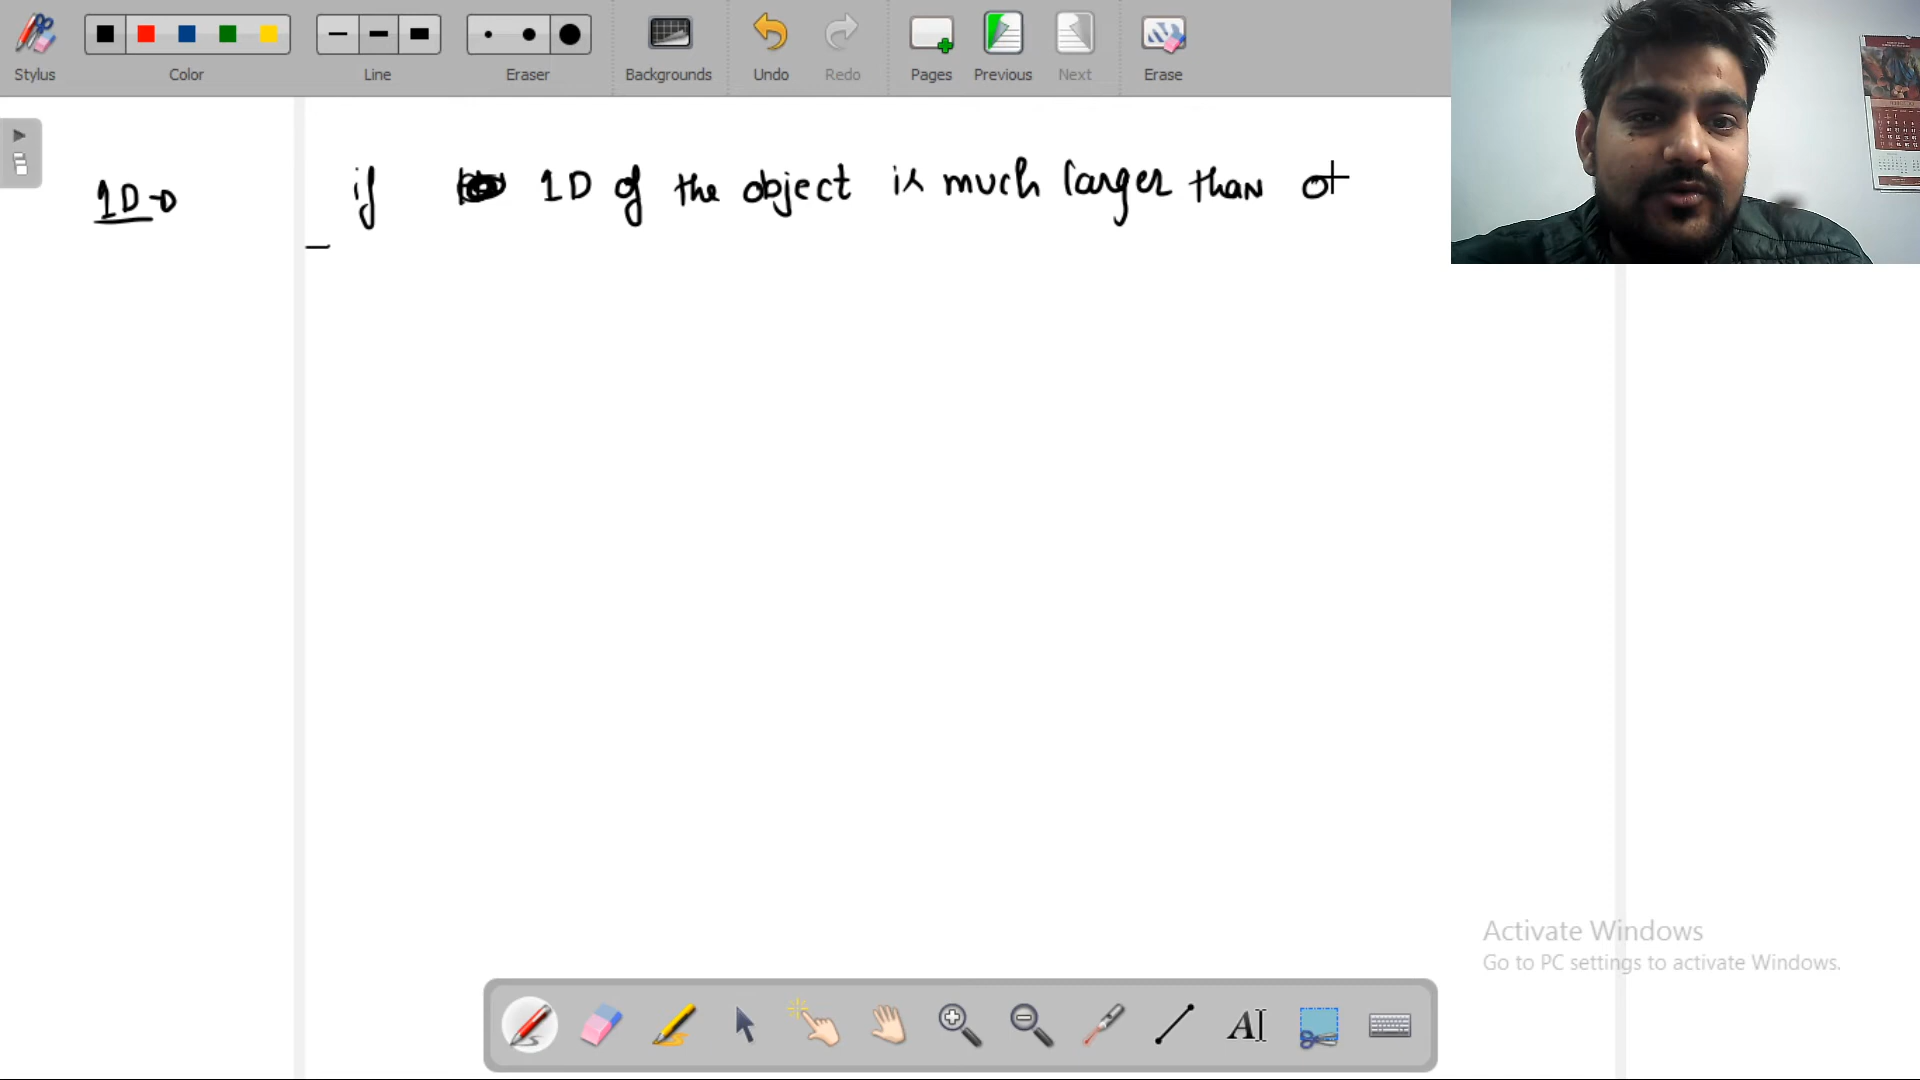 Stylus
Color
Line
Eraser
Backgrounds
Undo
Redo
Pages
Previous
Next
Erase
1D
if 1D of the object is much larger than ot
Activate Windows
Go to PC settings to activate Windows.
AI